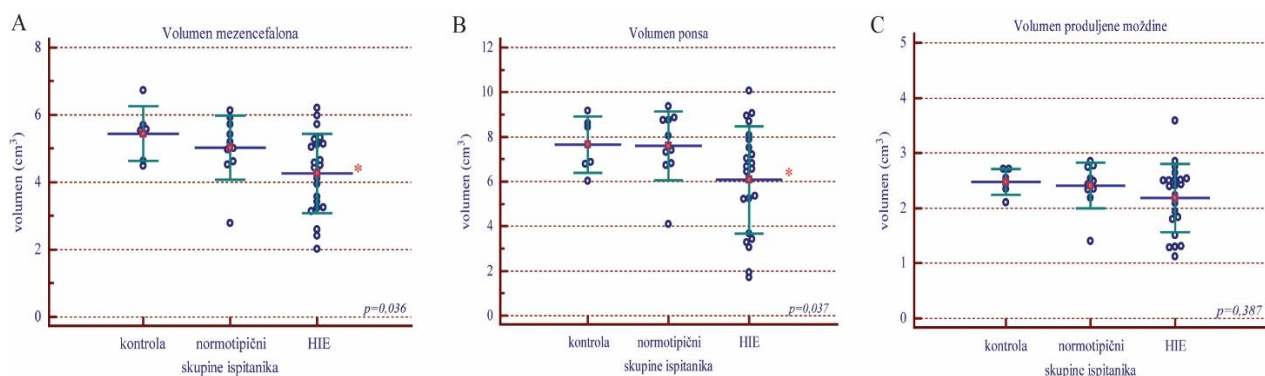 A
Volumen mezencefalona
8
6
4
2
0
volumen (cm³)
*
p=0,036
kontrola
normotipični
HIE
skupine ispitanika
B
Volumen ponsa
12
10
8
6
4
2
0
volumen (cm³)
*
p=0,037
kontrola
normotipični
HIE
skupine ispitanika
C
Volumen produljene moždine
5
4
3
2
1
0
volumen (cm³)
p=0,387
kontrola
normotipični
HIE
skupine ispitanika